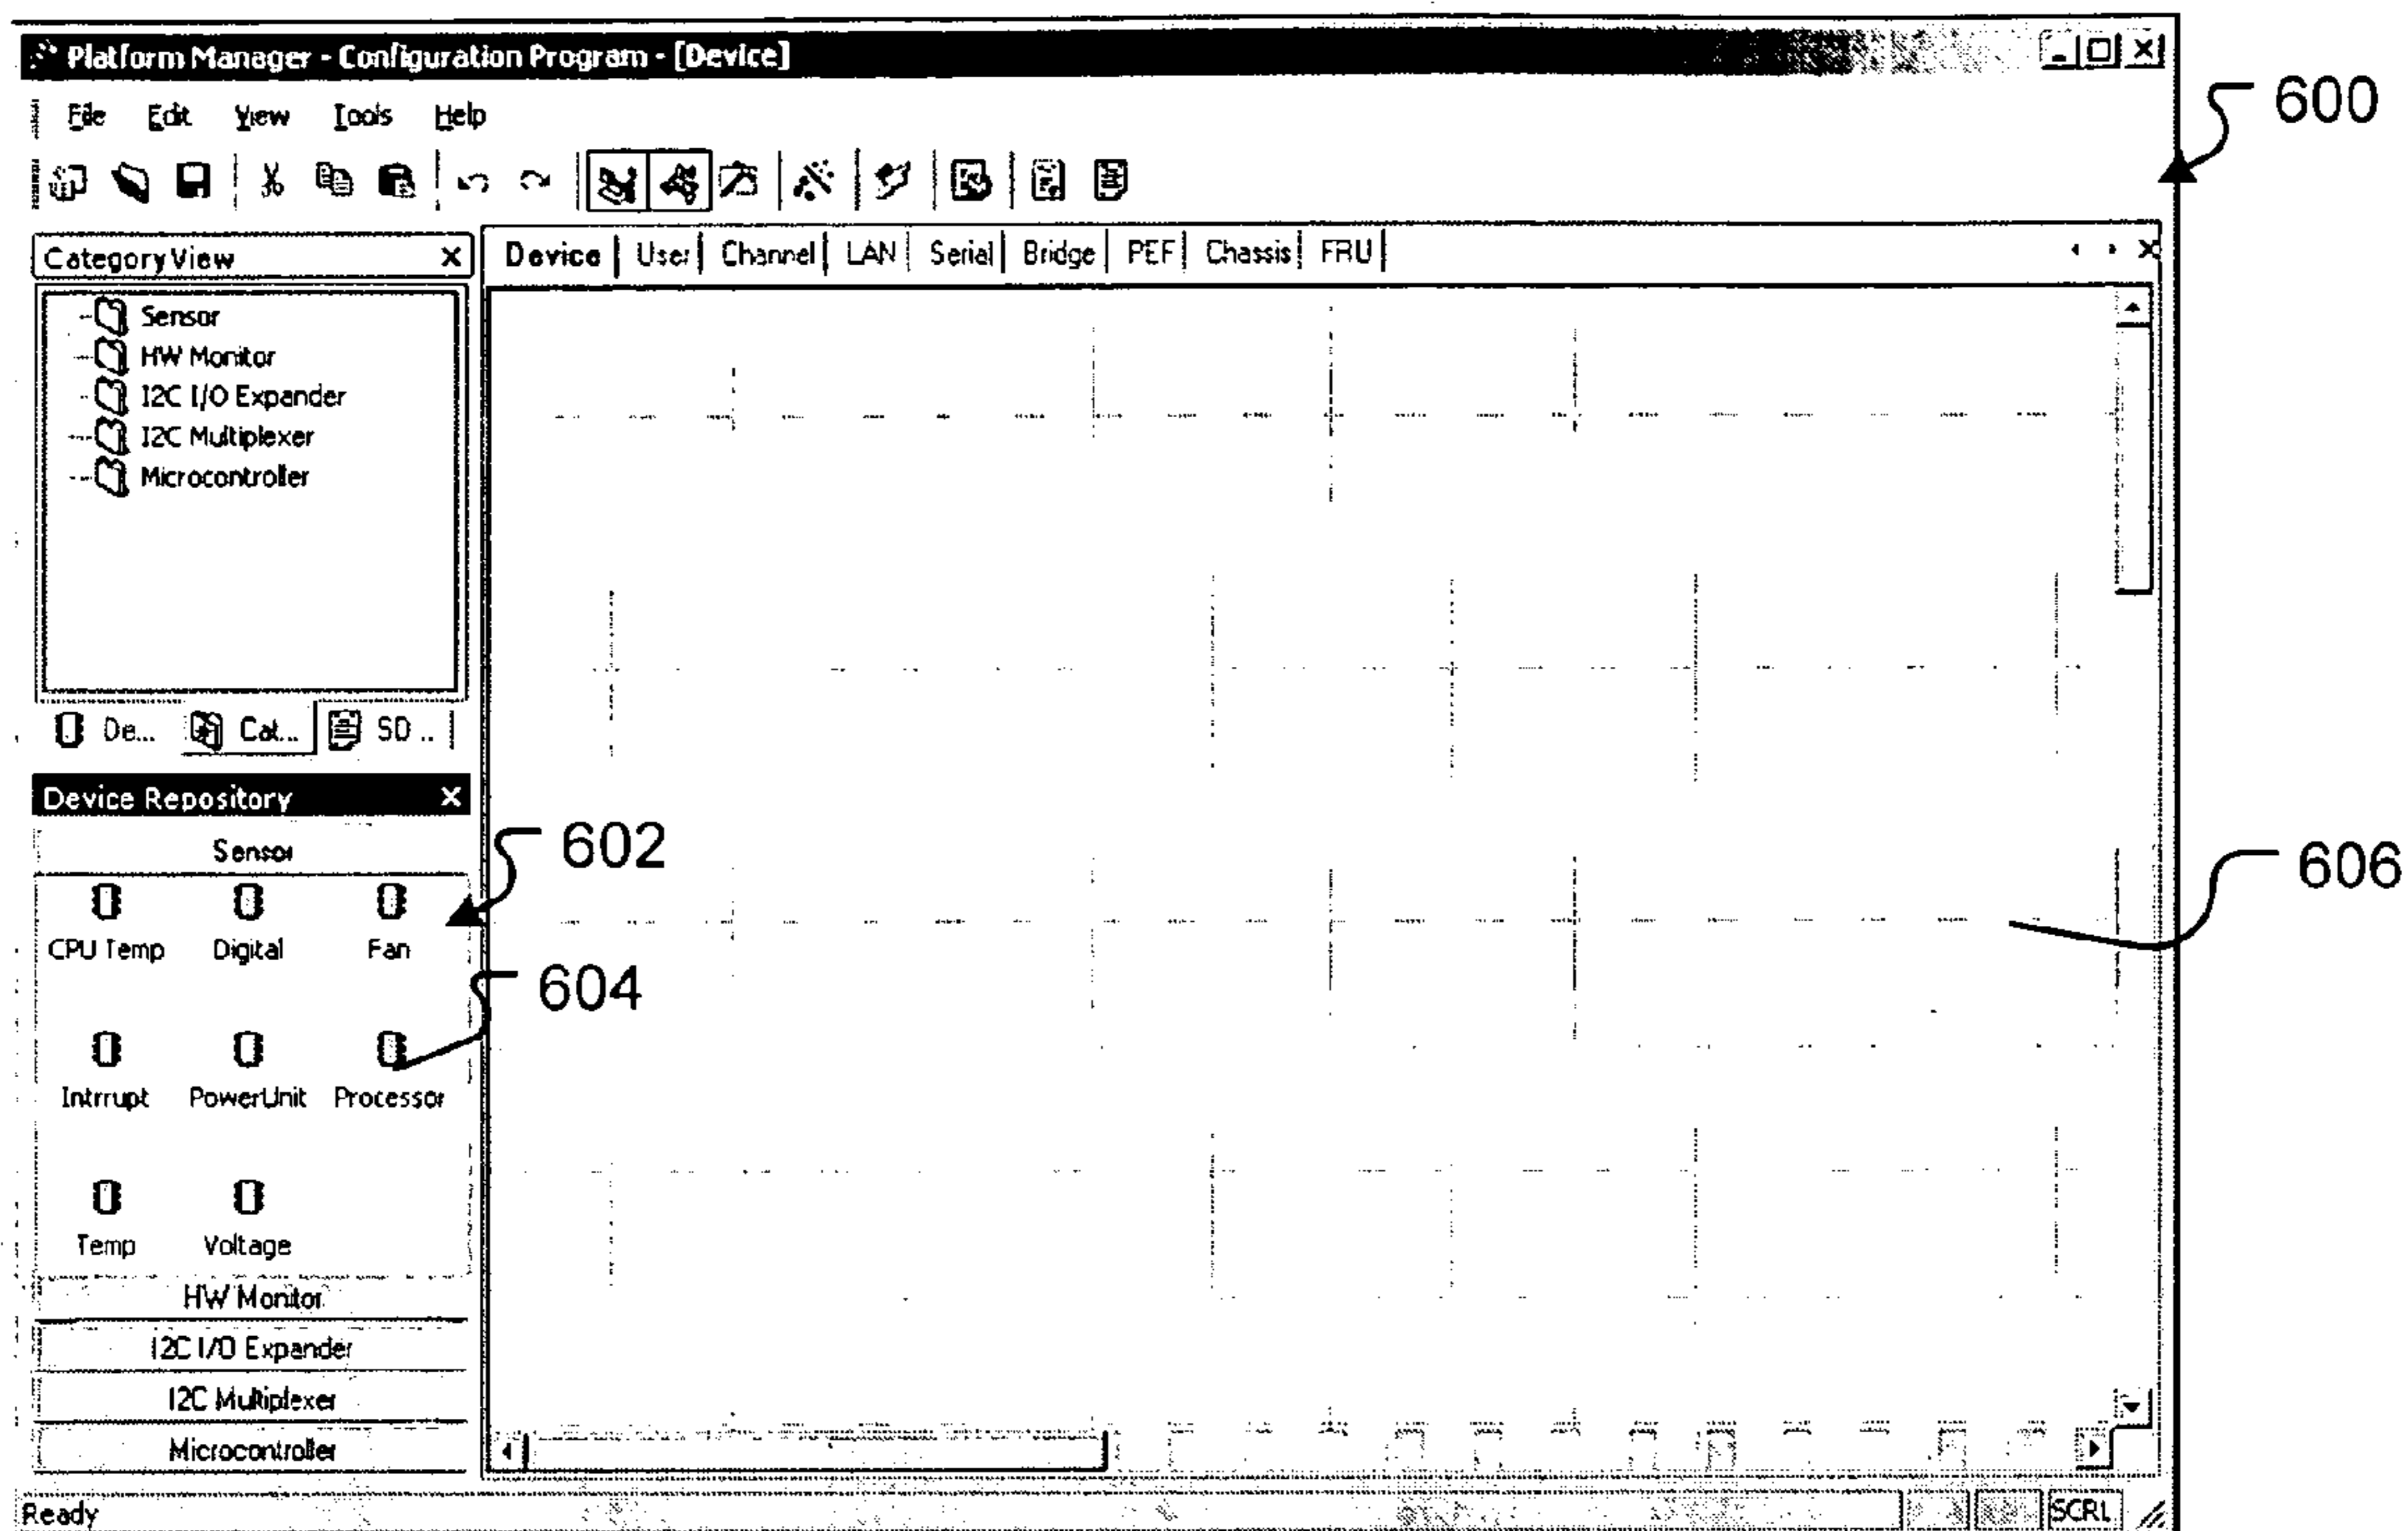 Platform Manager - Configuration Program - [Device]
600
File Edit View Tools Help
Category View
Device User Channel LAN Serial Bridge PEF Chassis FRU
Sensor
HW Monitor
I2C I/O Expander
I2C Multiplexer
Microcontroller
De... Cat... SD ..
Device Repository
Sensor
602
606
CPU Temp Digital Fan
604
Intrrupt PowerUnit Processor
Temp Voltage
HW Monitor
I2C I/O Expander
I2C Multiplexer
Microcontroller
Ready SCRL